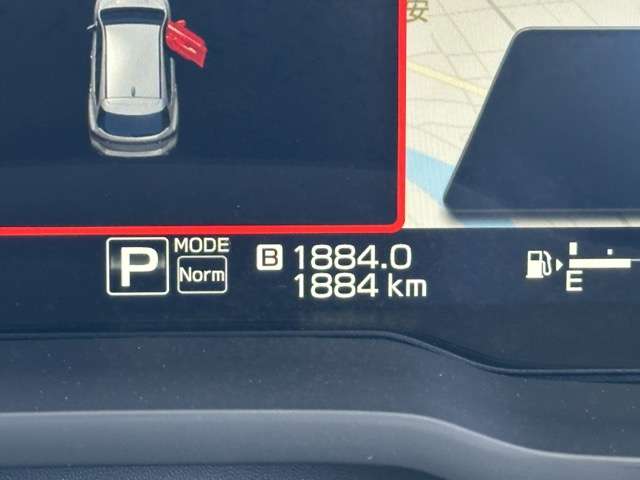 安
P
MODE
Norm
B 1884.0
1884 km
E